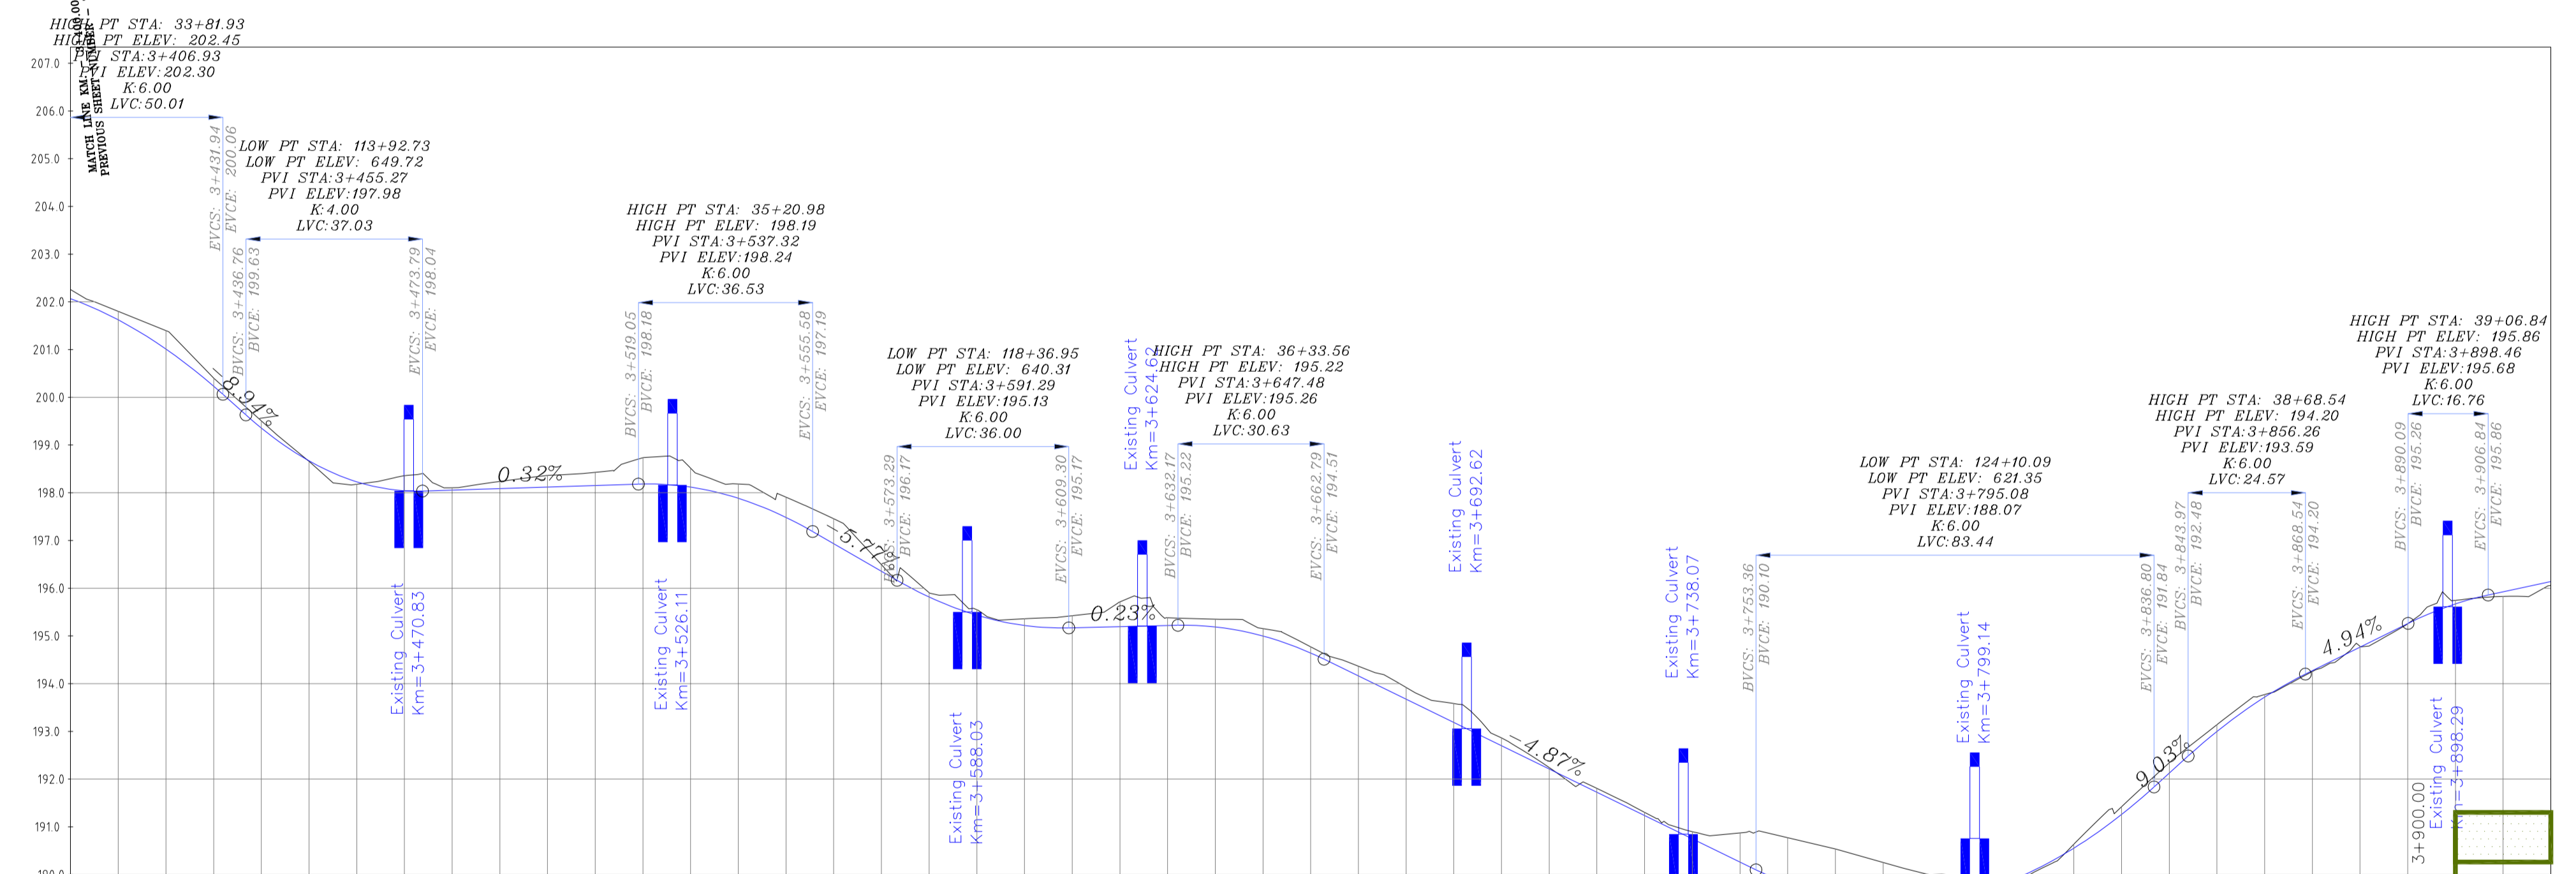 HIGH PT STA: 33+81.93
HIGH PT ELEV: 202.45
PVI STA:3+406.93
PVI ELEV:202.30
K:6.00
LVC:50.01
MATCH LINE KM. -
PREVIOUS SHEET NUMBER -
207.0
206.0
205.0
204.0
203.0
202.0
201.0
200.0
199.0
198.0
197.0
196.0
195.0
194.0
193.0
192.0
191.0
EVCS: 3+431.94
EVCE: 200.06
LOW PT STA: 113+92.73
LOW PT ELEV: 649.72
PVI STA:3+455.27
PVI ELEV:197.98
K:4.00
LVC:37.03
BVCS: 3+436.76
BVCE: 199.63
EVCS: 3+473.79
EVCE: 198.04
-8.94%
Existing Culvert
Km=3+470.83
0.32%
HIGH PT STA: 35+20.98
HIGH PT ELEV: 198.19
PVI STA:3+537.32
PVI ELEV:198.24
K:6.00
LVC:36.53
BVCS: 3+519.05
BVCE: 198.18
EVCS: 3+555.58
EVCE: 197.19
Existing Culvert
Km=3+526.11
-5.77%
LOW PT STA: 118+36.95
LOW PT ELEV: 640.31
PVI STA:3+591.29
PVI ELEV:195.13
K:6.00
LVC:36.00
BVCS: 3+573.29
BVCE: 196.17
EVCS: 3+609.30
EVCE: 195.17
Existing Culvert
Km=3+588.03
0.23%
Existing Culvert
Km=3+624.62
HIGH PT STA: 36+33.56
HIGH PT ELEV: 195.22
PVI STA:3+647.48
PVI ELEV:195.26
K:6.00
LVC:30.63
BVCS: 3+632.17
BVCE: 195.22
EVCS: 3+662.79
EVCE: 194.51
Existing Culvert
Km=3+692.62
-4.87%
Existing Culvert
Km=3+738.07
LOW PT STA: 124+10.09
LOW PT ELEV: 621.35
PVI STA:3+795.08
PVI ELEV:188.07
K:6.00
LVC:83.44
BVCS: 3+753.36
BVCE: 190.10
EVCS: 3+836.80
EVCE: 191.84
Existing Culvert
Km=3+799.14
9.03%
HIGH PT STA: 38+68.54
HIGH PT ELEV: 194.20
PVI STA:3+856.26
PVI ELEV:193.59
K:6.00
LVC:24.57
BVCS: 3+843.97
BVCE: 192.48
EVCS: 3+868.54
EVCE: 194.20
4.94%
HIGH PT STA: 39+06.84
HIGH PT ELEV: 195.86
PVI STA:3+898.46
PVI ELEV:195.68
K:6.00
LVC:16.76
BVCS: 3+890.09
BVCE: 195.26
EVCS: 3+906.84
EVCE: 195.86
Existing Culvert
Km=3+898.29
3+900.00